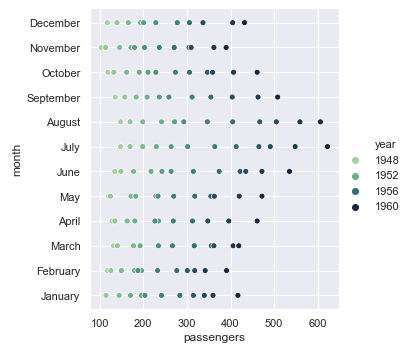 December
November
October
September
August
July
June
May
April
March
February
January
month
100 200 300 400 500 600
passengers
year
1948
1952
1956
1960